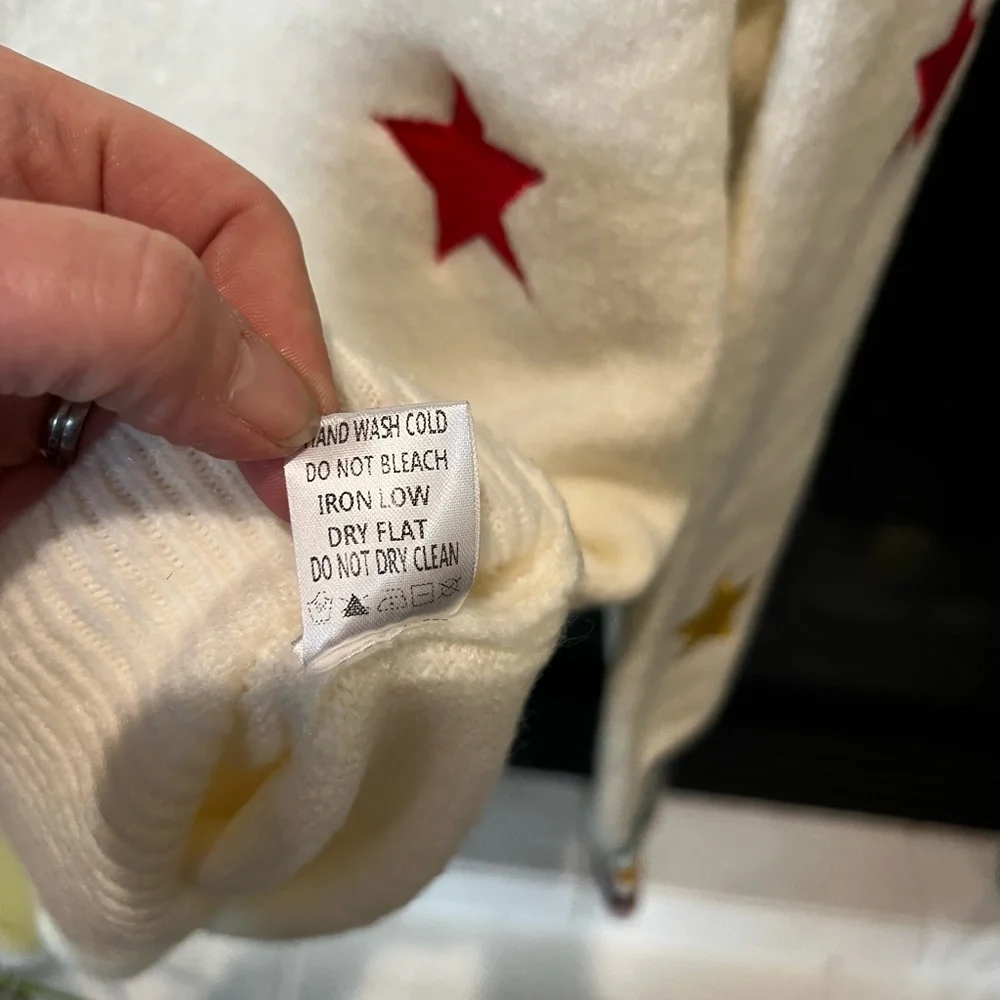 HAND WASH COLD
DO NOT BLEACH
IRON LOW
DRY FLAT
DO NOT DRY CLEAN